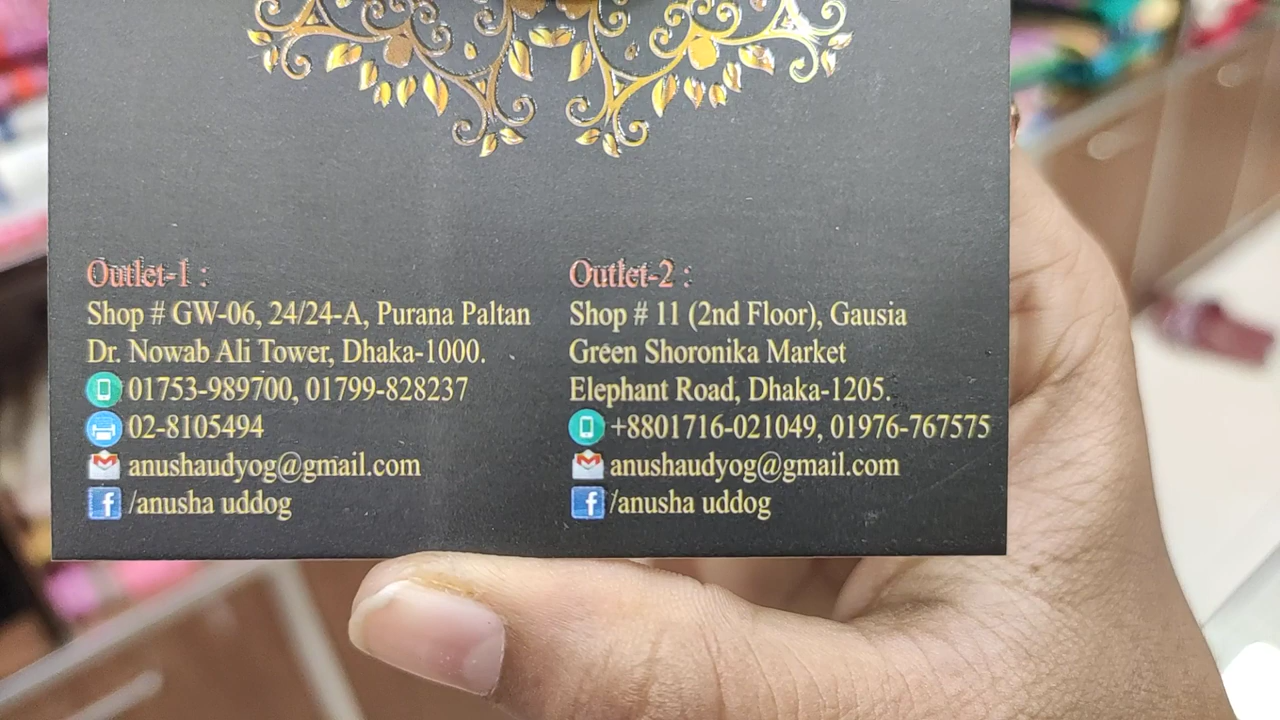 Outlet-1 :
Shop # GW-06, 24/24-A, Purana Paltan
Dr. Nowab Ali Tower, Dhaka-1000.
01753-989700, 01799-828237
02-8105494
anushaudyog@gmail.com
/anusha uddog
Outlet-2 :
Shop # 11 (2nd Floor), Gausia
Green Shoronika Market
Elephant Road, Dhaka-1205.
+8801716-021049, 01976-767575
anushaudyog@gmail.com
/anusha uddog